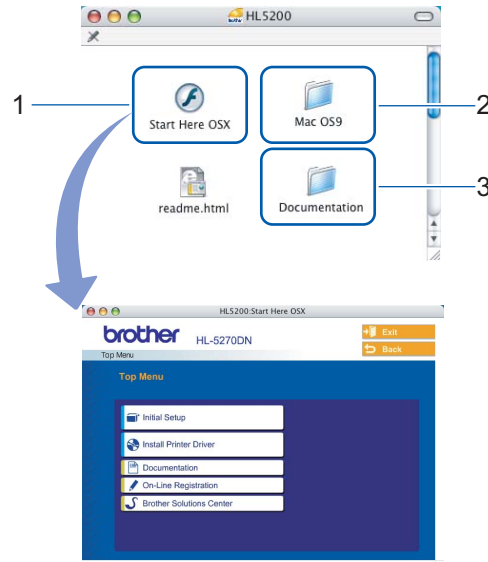 HL5200
1
Start Here OSX
Mac OS9
2
readme.html
Documentation
3
HL5200:Start Here OSX
brother HL-5270DN
Exit
Back
Top Menu
Top Menu
Initial Setup
Install Printer Driver
Documentation
On-Line Registration
Brother Solutions Center